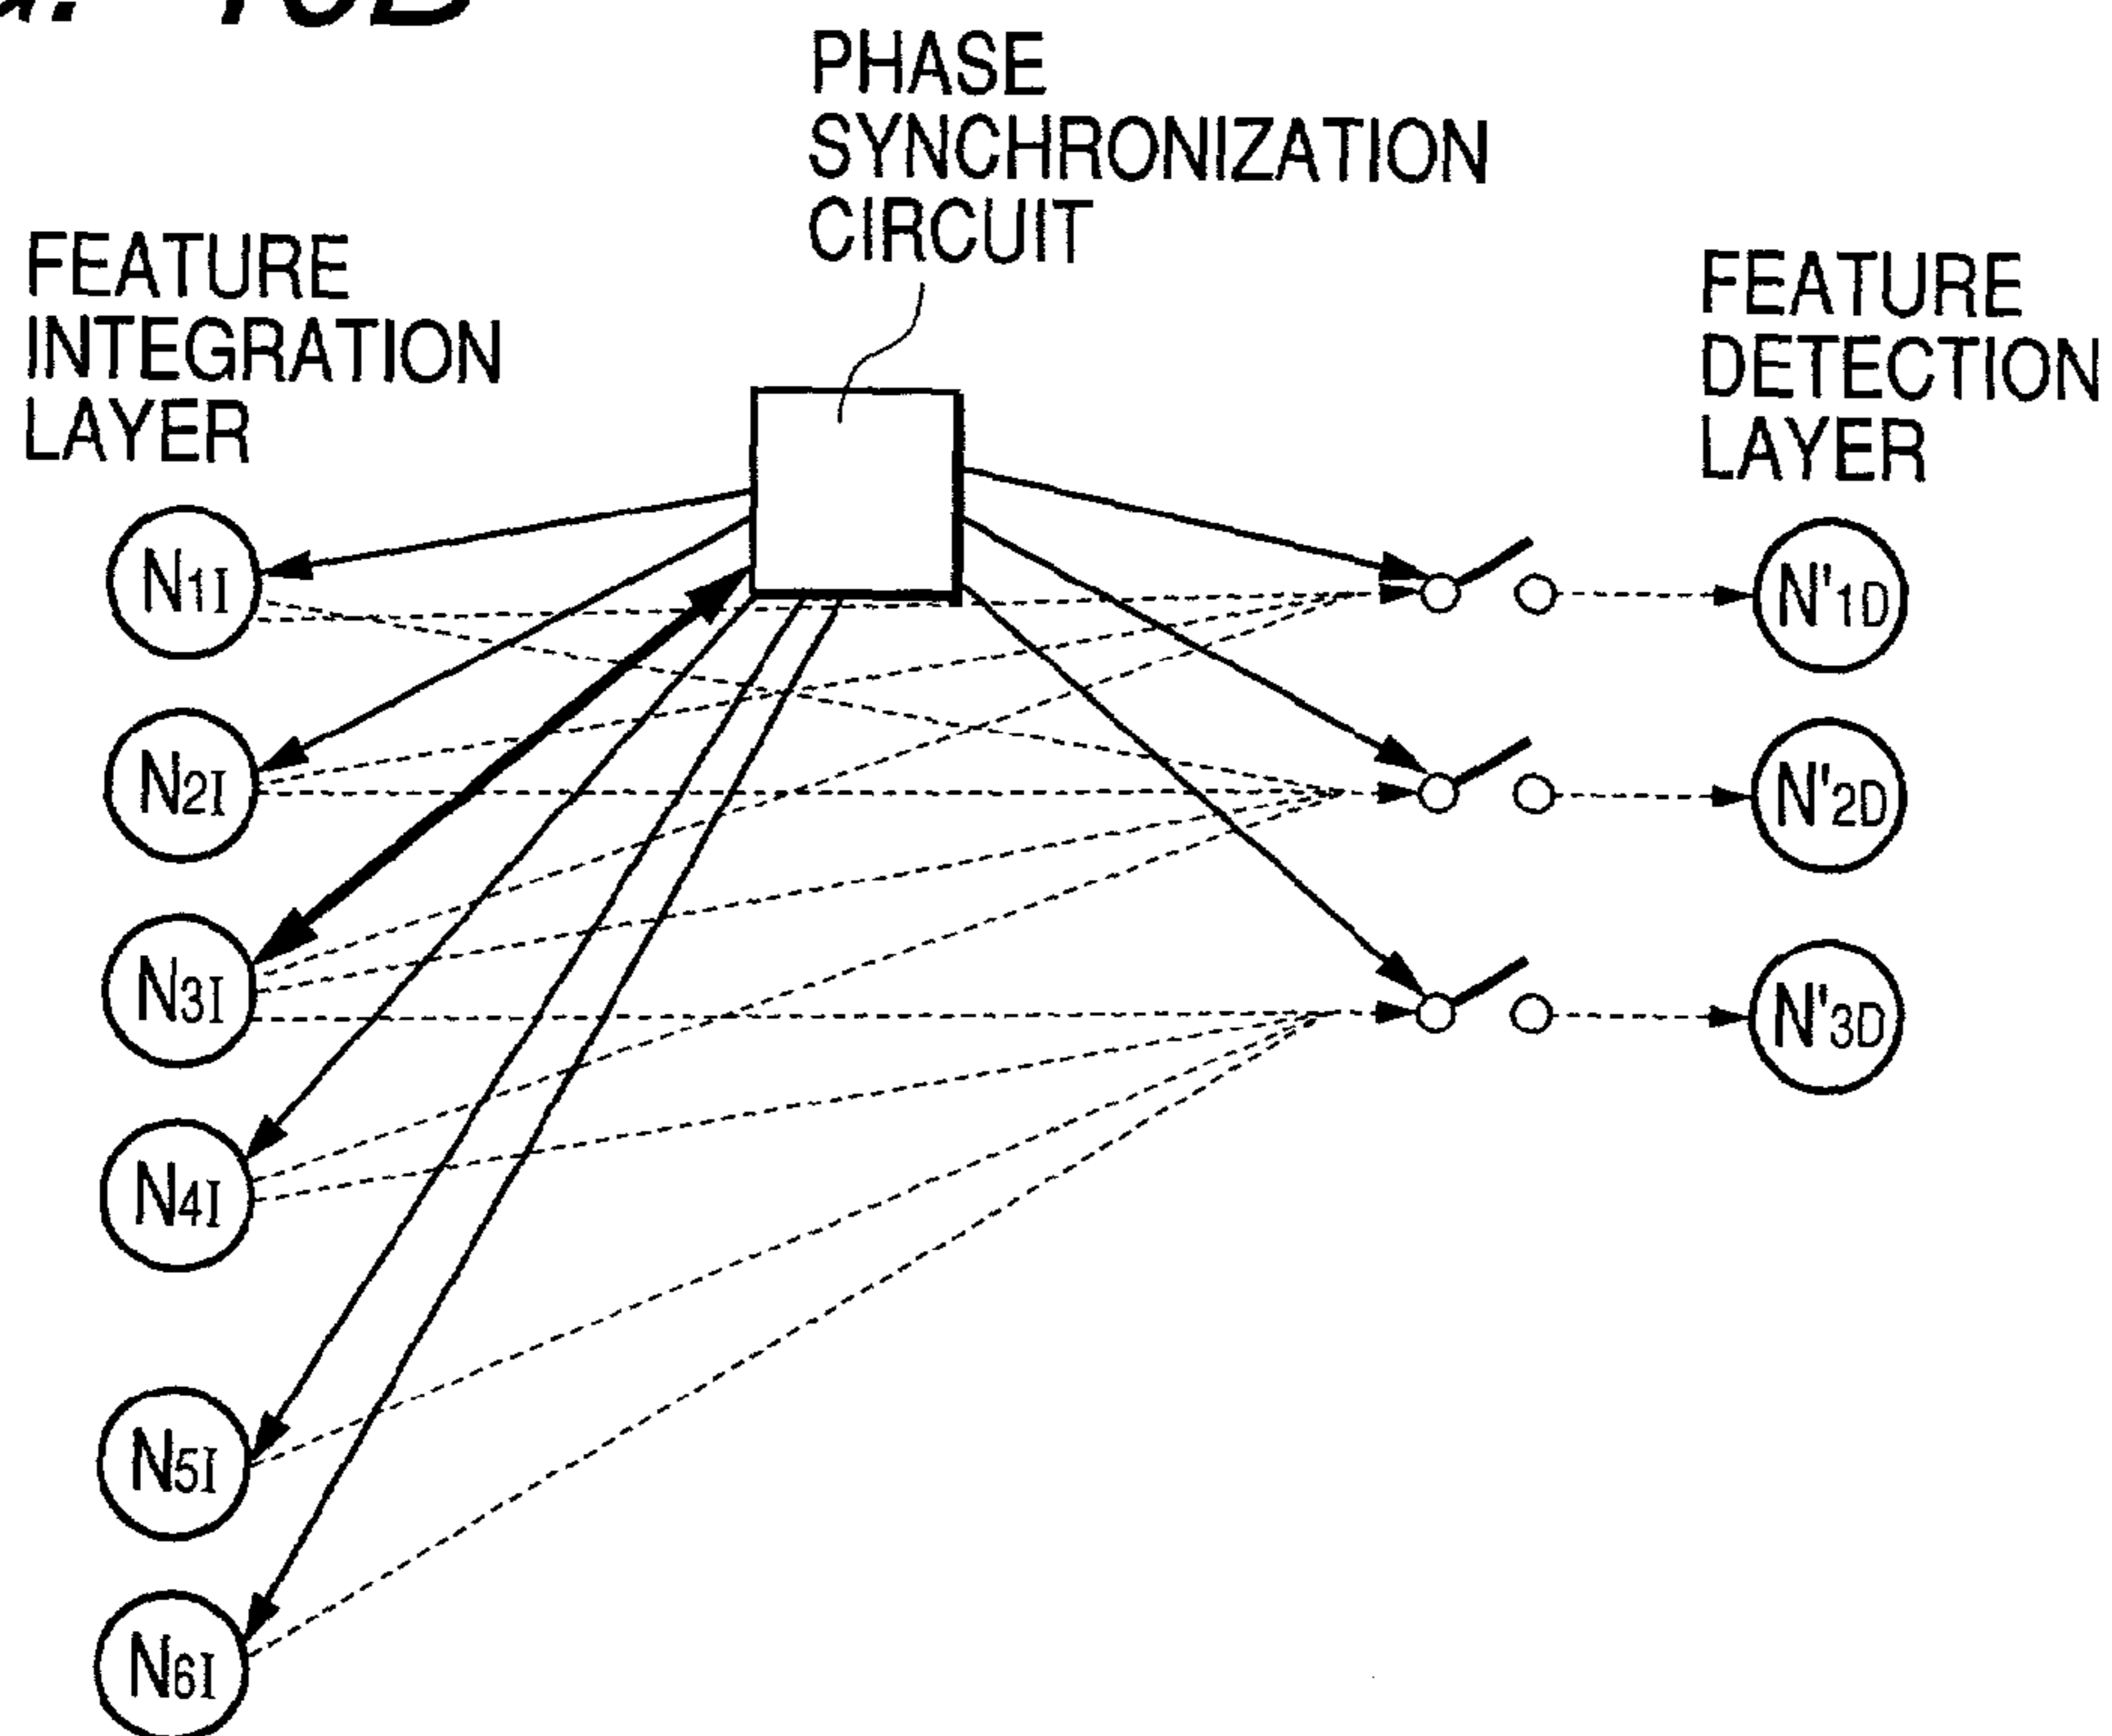 PHASE
SYNCHRONIZATION
CIRCUIT
FEATURE
INTEGRATION
LAYER
FEATURE
DETECTION
LAYER
N1I
N'1D
N2I
N'2D
N3I
N'3D
N4I
N5I
N6I